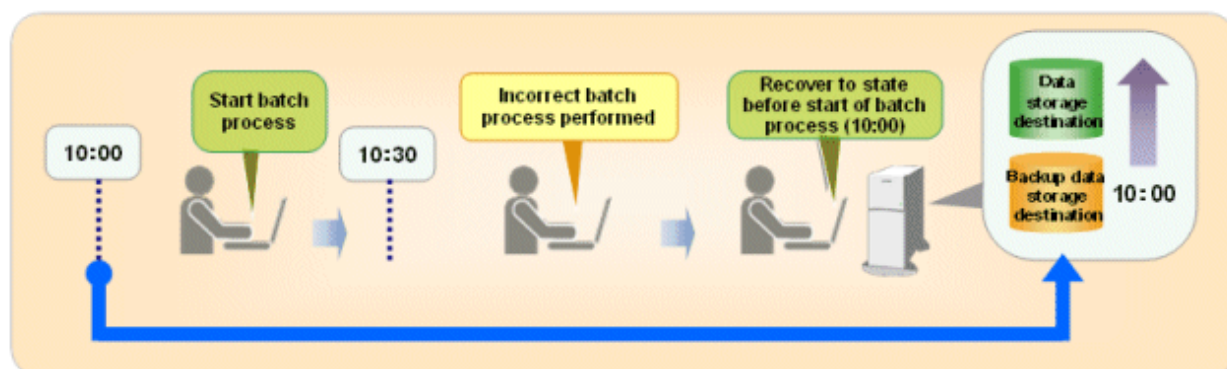 10:00
Start batch
process
10:30
Incorrect batch
process performed
Recover to state
before start of batch
process (10:00)
Data
storage
destination
Backup data
storage
destination
10:00